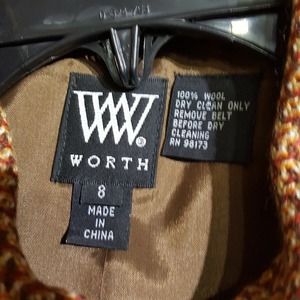 W
WORTH
8
MADE
IN
CHINA
100% WOOL
DRY CLEAN ONLY
REMOVE BELT
BEFORE DRY
CLEANING
RN 98173